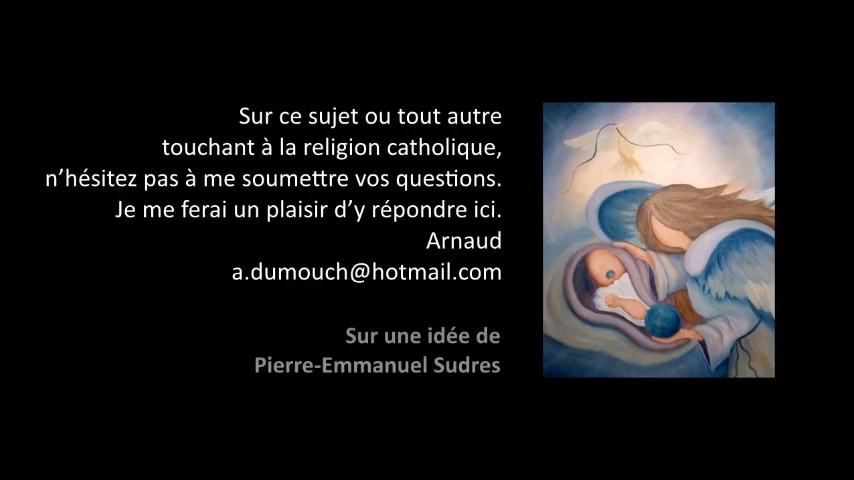 Sur ce sujet ou tout autre
touchant à la religion catholique,
n’hésitez pas à me soumettre vos questions.
Je me ferai un plaisir d’y répondre ici.
Arnaud
a.dumouch@hotmail.com
Sur une idée de
Pierre-Emmanuel Sudres